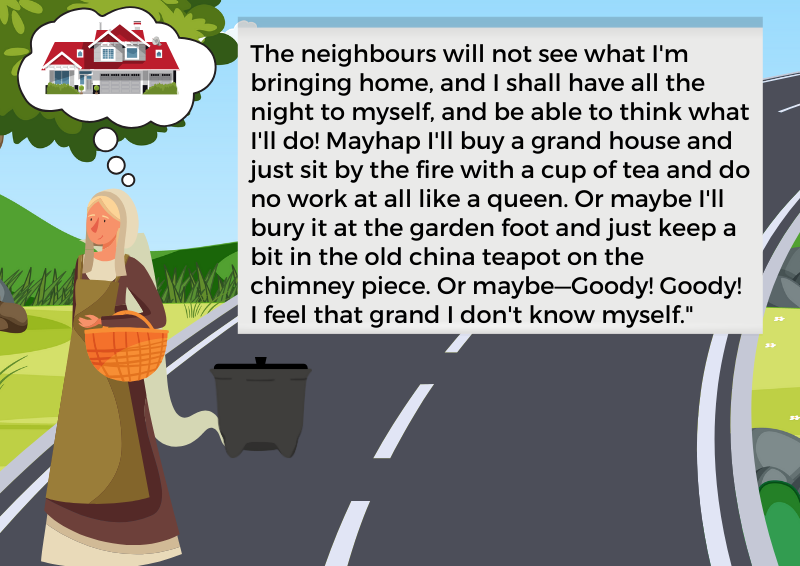 The neighbours will not see what I'm
bringing home, and I shall have all the
night to myself, and be able to think what
I'll do! Mayhap I'll buy a grand house and
just sit by the fire with a cup of tea and do
no work at all like a queen. Or maybe I'll
bury it at the garden foot and just keep a
bit in the old china teapot on the
chimney piece. Or maybe—Goody! Goody!
I feel that grand I don't know myself."